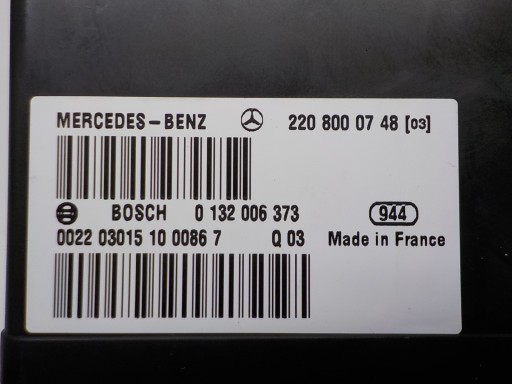 MERCEDES-BENZ 220 800 07 48 [03]
BOSCH 0 132 006 373 944
0022 03015 10 0086 7 Q 03 Made in France